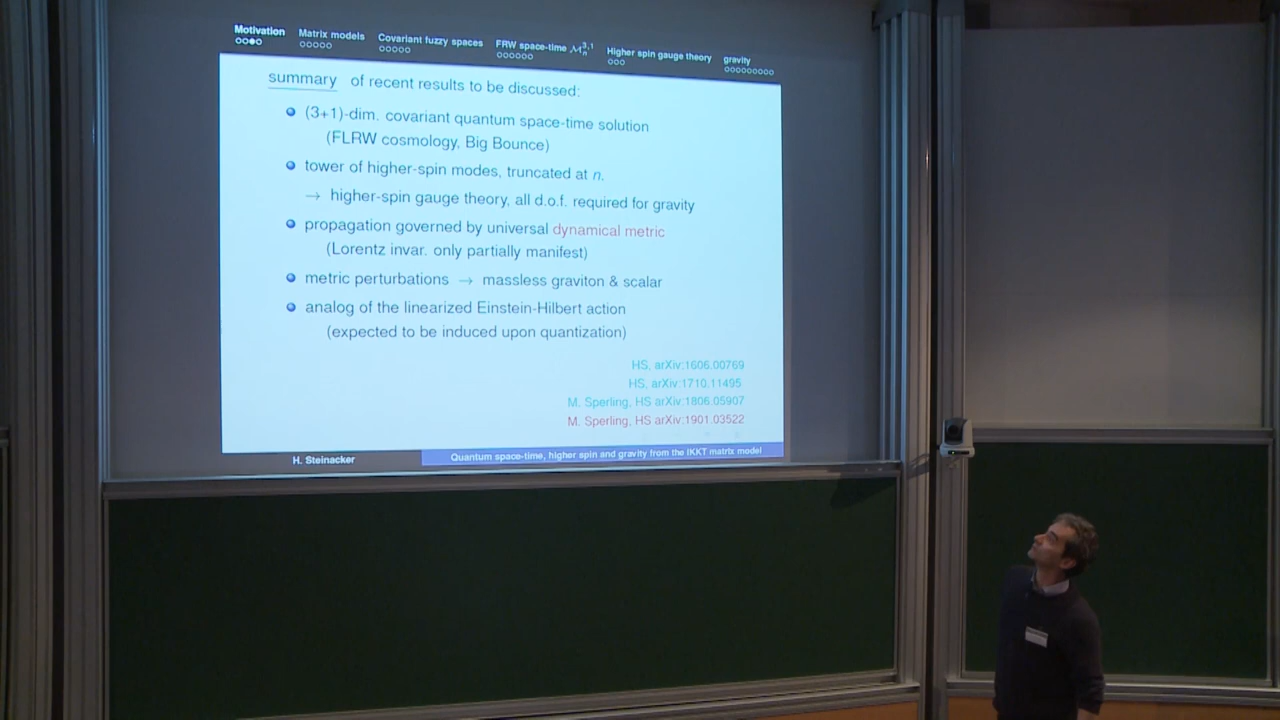 Motivation Matrix models Covariant fuzzy spaces FRW space-time ℳₙ³,¹ Higher spin gauge theory gravity
summary of recent results to be discussed:
(3+1)-dim. covariant quantum space-time solution
(FLRW cosmology, Big Bounce)
tower of higher-spin modes, truncated at n.
→ higher-spin gauge theory, all d.o.f. required for gravity
propagation governed by universal dynamical metric
(Lorentz invar. only partially manifest)
metric perturbations → massless graviton & scalar
analog of the linearized Einstein-Hilbert action
(expected to be induced upon quantization)
HS, arXiv:1606.00769
HS, arXiv:1710.11495
M. Sperling, HS arXiv:1806.05907
M. Sperling, HS arXiv:1901.03522
H. Steinacker Quantum space-time, higher spin and gravity from the IKKT matrix model